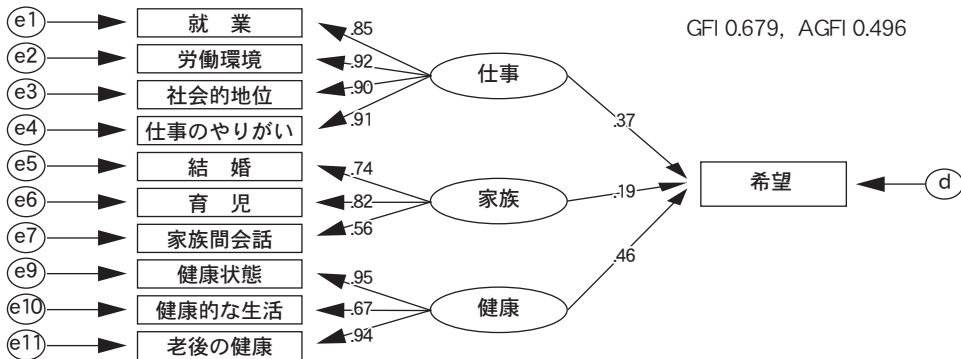 e1 就 業 .85 GFI 0.679, AGFI 0.496
e2 労働環境 .92 仕事
e3 社会的地位 .90
e4 仕事のやりがい .91 .37
e5 結 婚 .74 希望 d
e6 育 児 .82 家族 .19
e7 家族間会話 .56
e9 健康状態 .95 .46
e10 健康的な生活 .67 健康
e11 老後の健康 .94